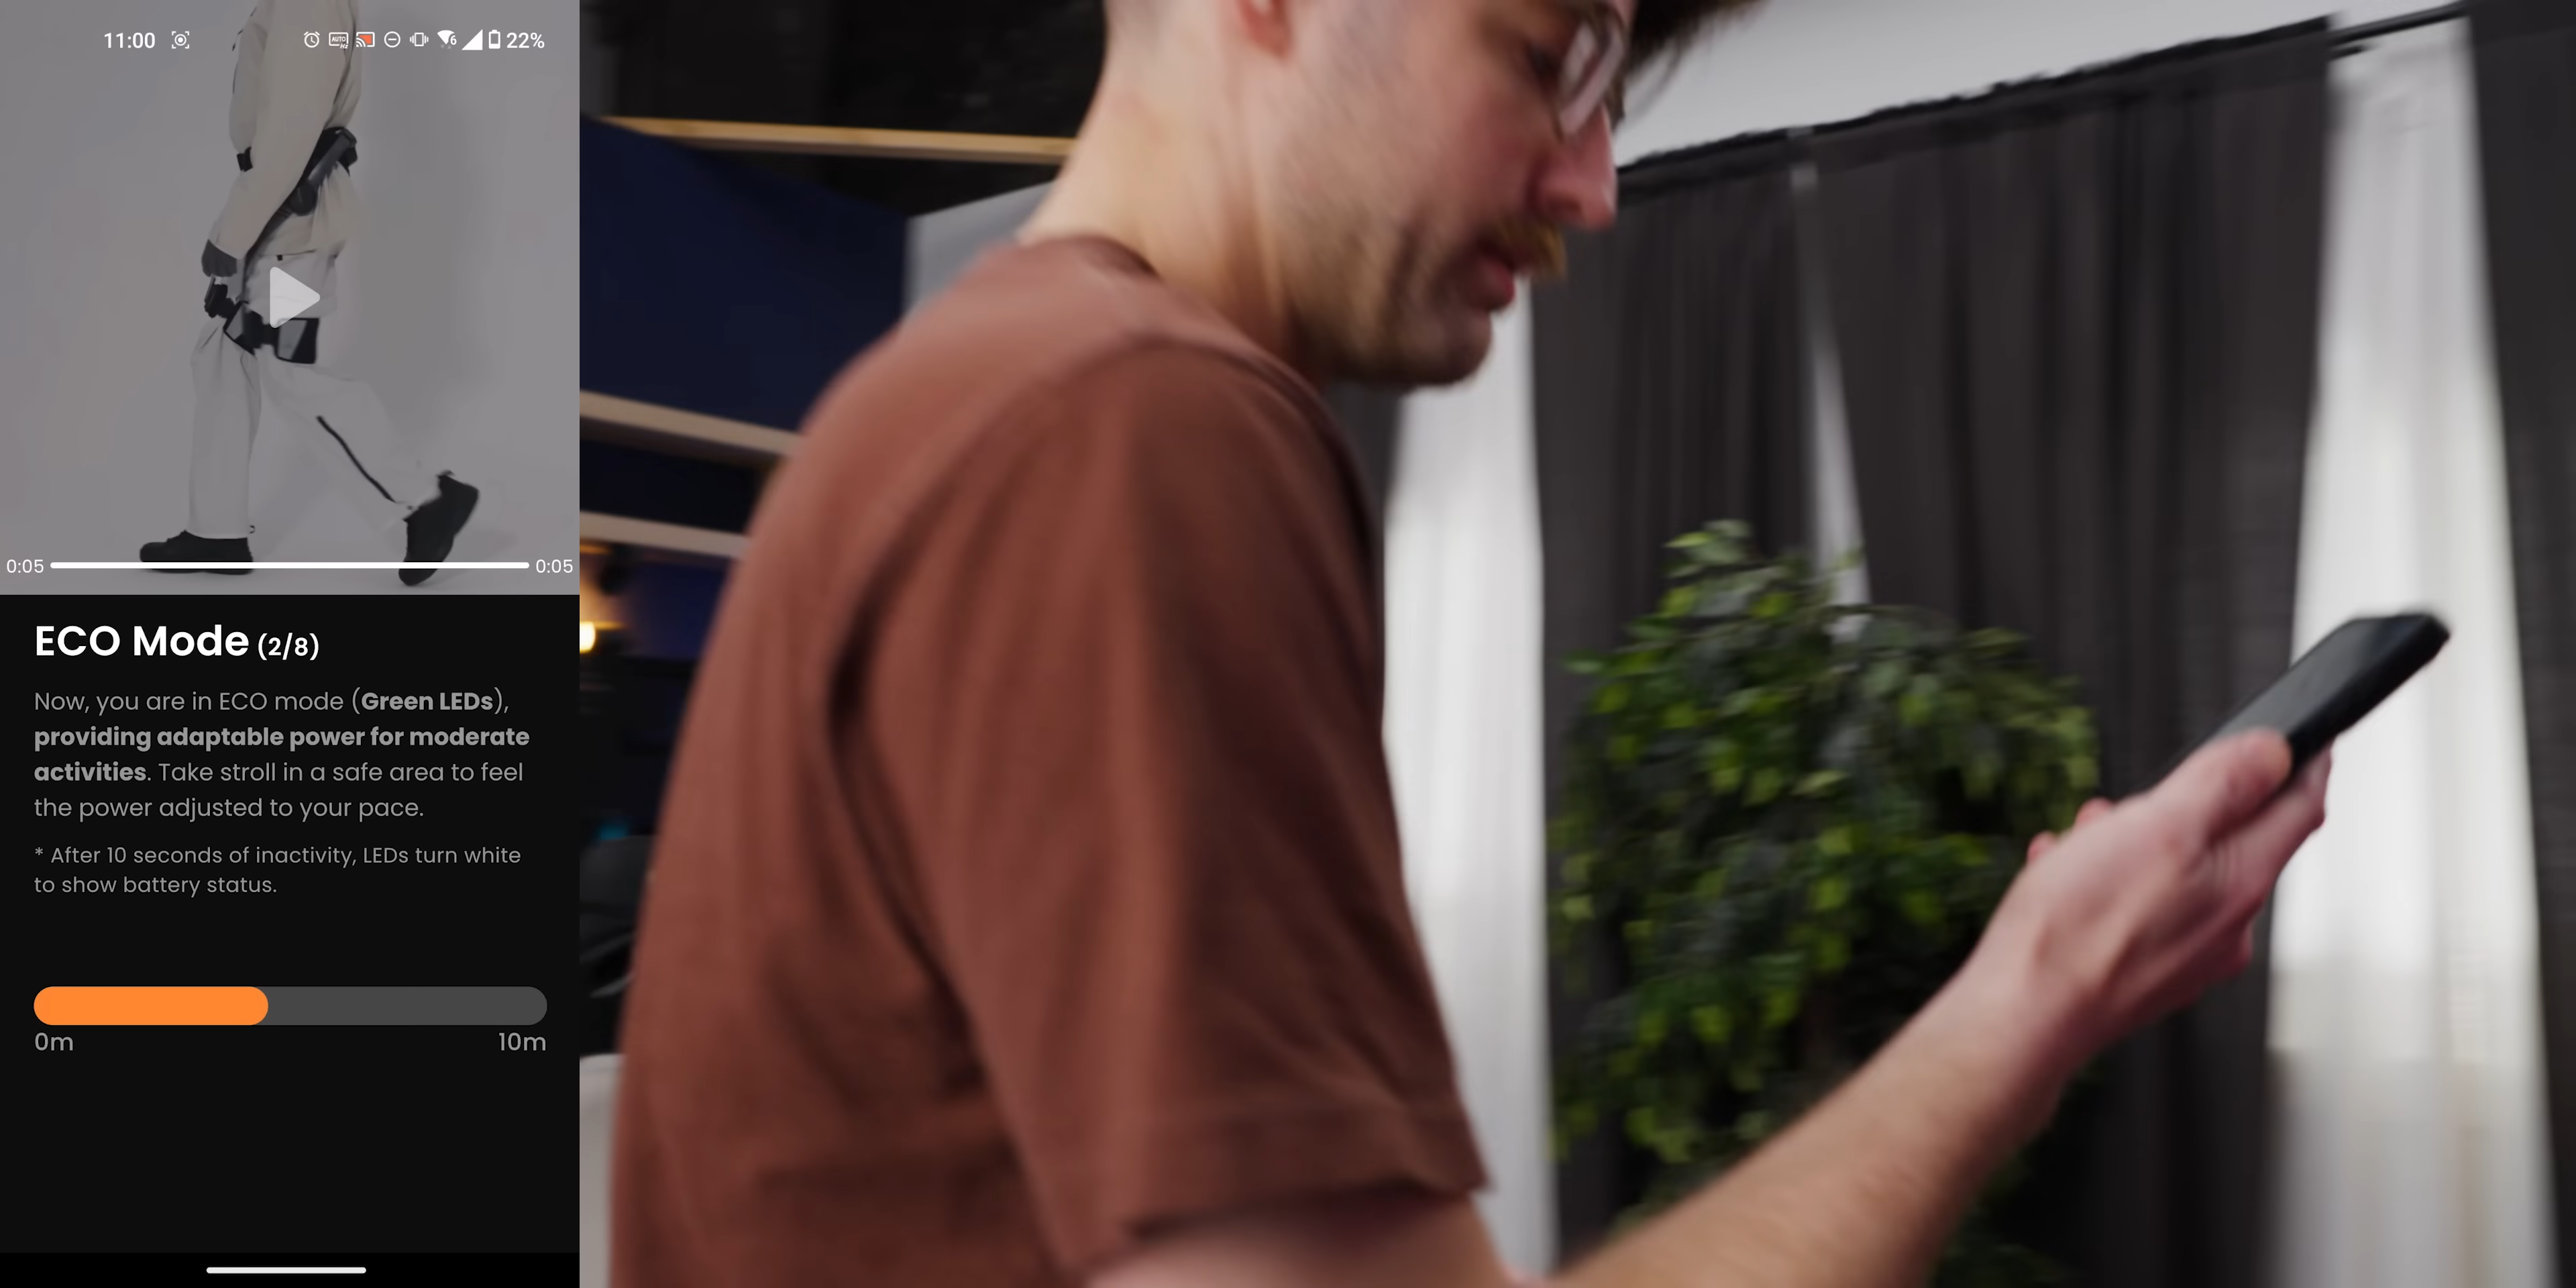 11:00 22%
0:05 0:05
ECO Mode (2/8)
Now, you are in ECO mode (Green LEDs),
providing adaptable power for moderate
activities. Take stroll in a safe area to feel
the power adjusted to your pace.
* After 10 seconds of inactivity, LEDs turn white
to show battery status.
0m 10m